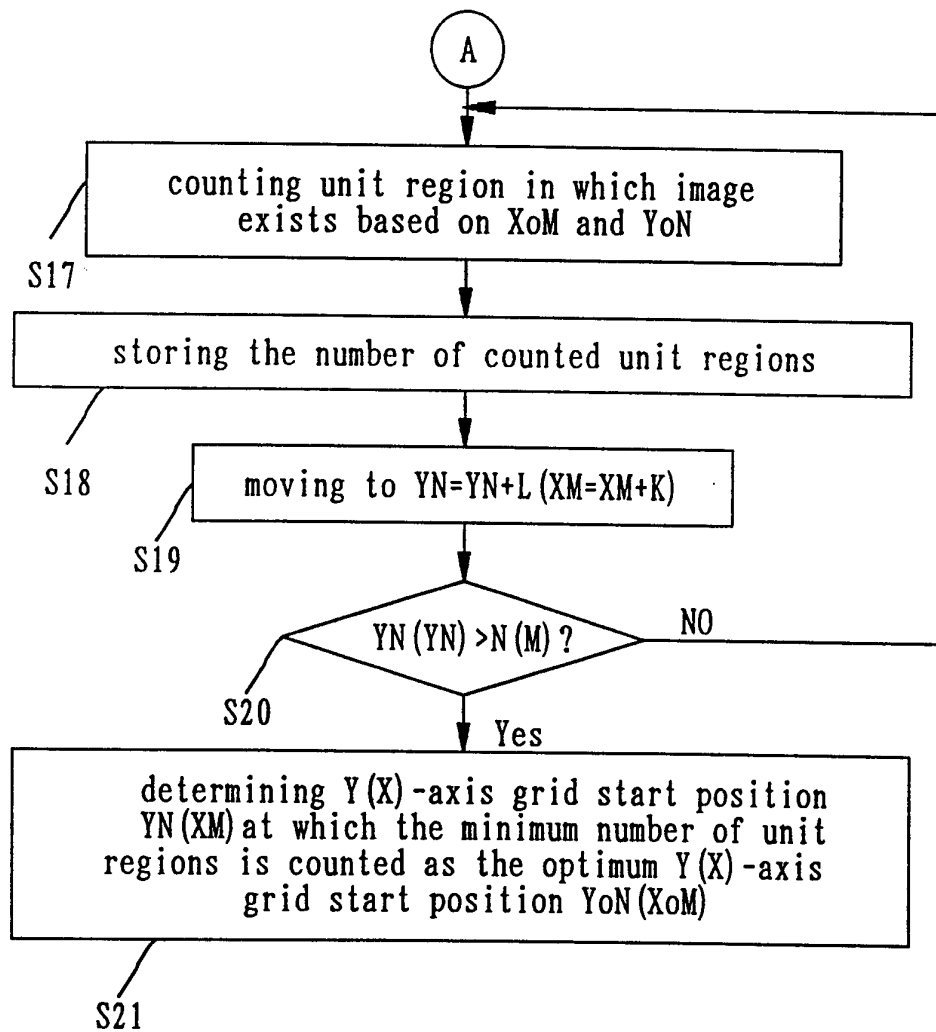 A
counting unit region in which image
exists based on XoM and YoN
S17
storing the number of counted unit regions
S18
moving to YN=YN+L(XM=XM+K)
S19
YN(YN)>N(M)?
NO
S20
Yes
determining Y(X)-axis grid start position
YN(XM) at which the minimum number of unit
regions is counted as the optimum Y(X)-axis
grid start position YoN(XoM)
S21